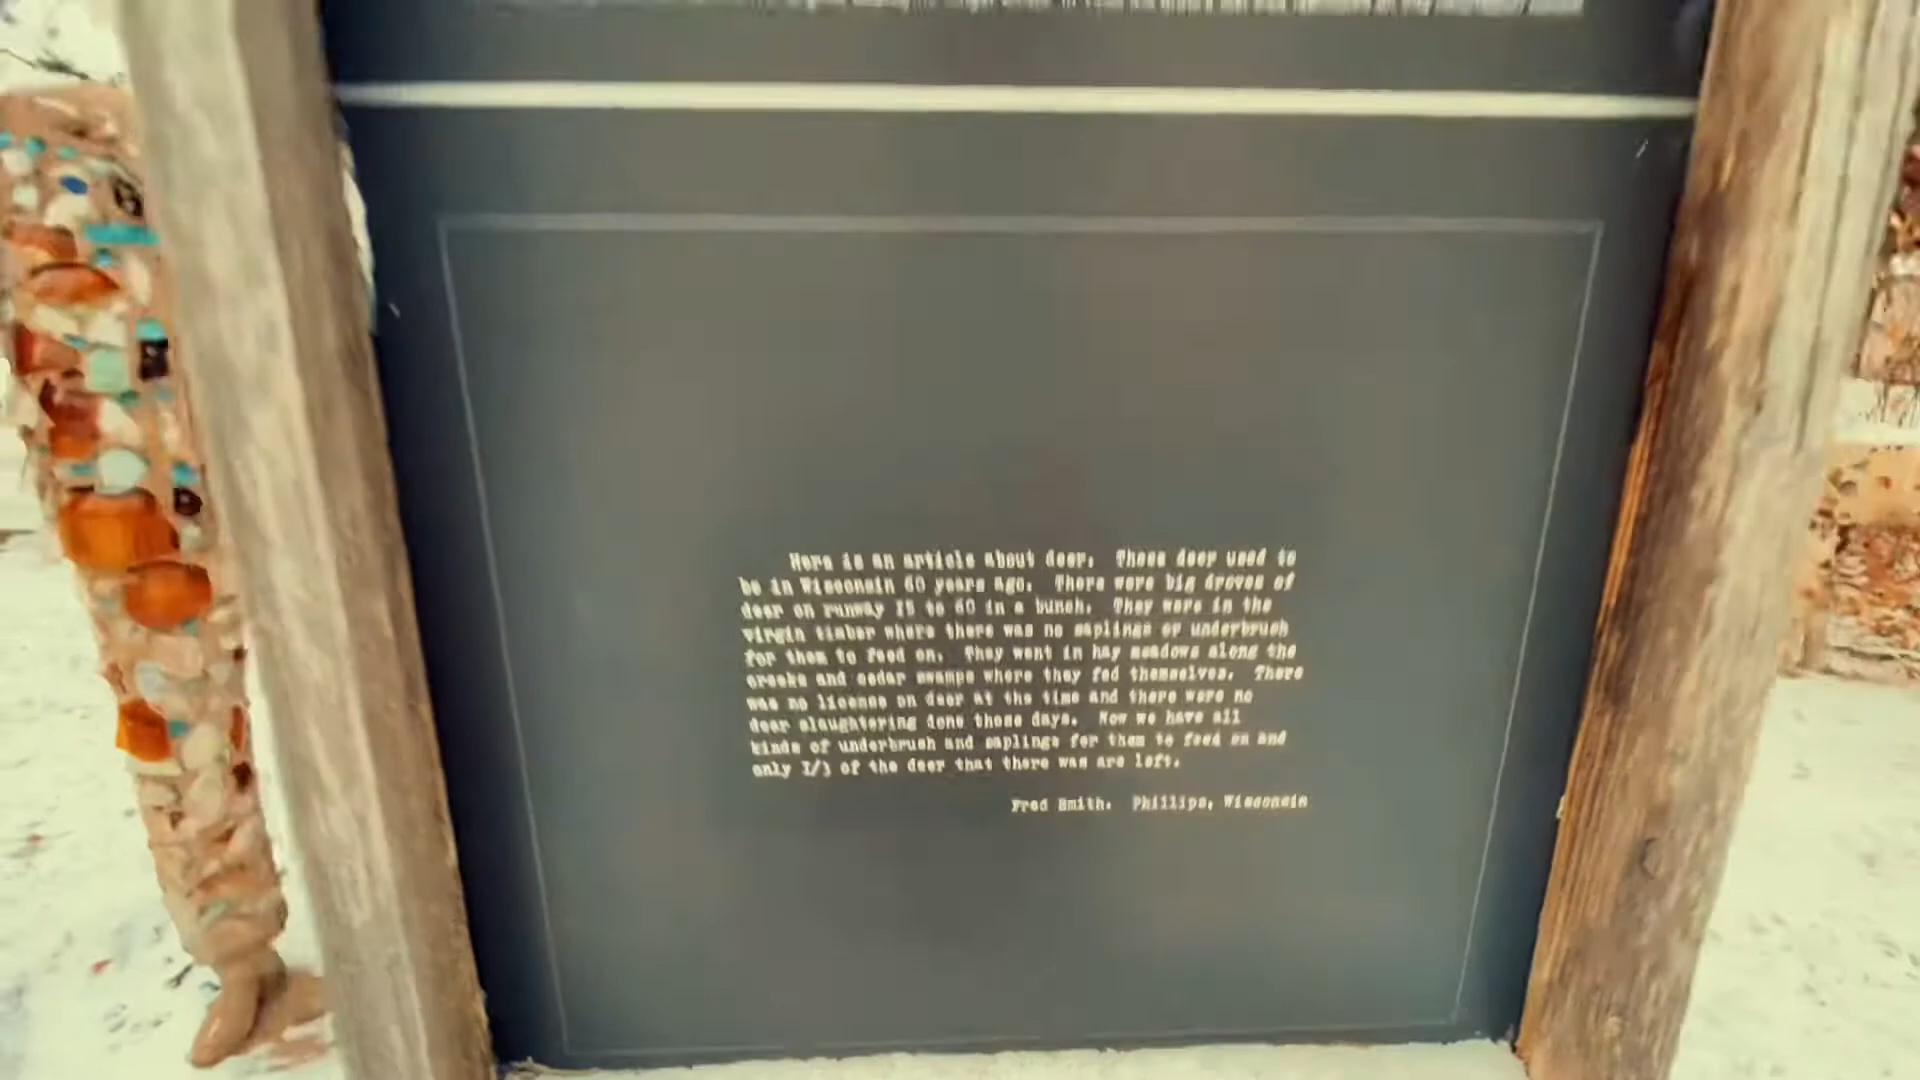 Here is an article about deer. These deer used to
be in Wisconsin 60 years ago. There were big droves of
deer on runway 15 to 60 in a bunch. They were in the
virgin timber where there was no saplings or underbrush
for them to feed on. They went in hay meadows along the
creeks and cedar swamps where they fed themselves. There
was no license on deer at the time and there were no
deer slaughtering done those days. Now we have all
kinds of underbrush and saplings for them to feed on and
only 1/3 of the deer that there was are left.
Fred Smith. Phillips, Wisconsin